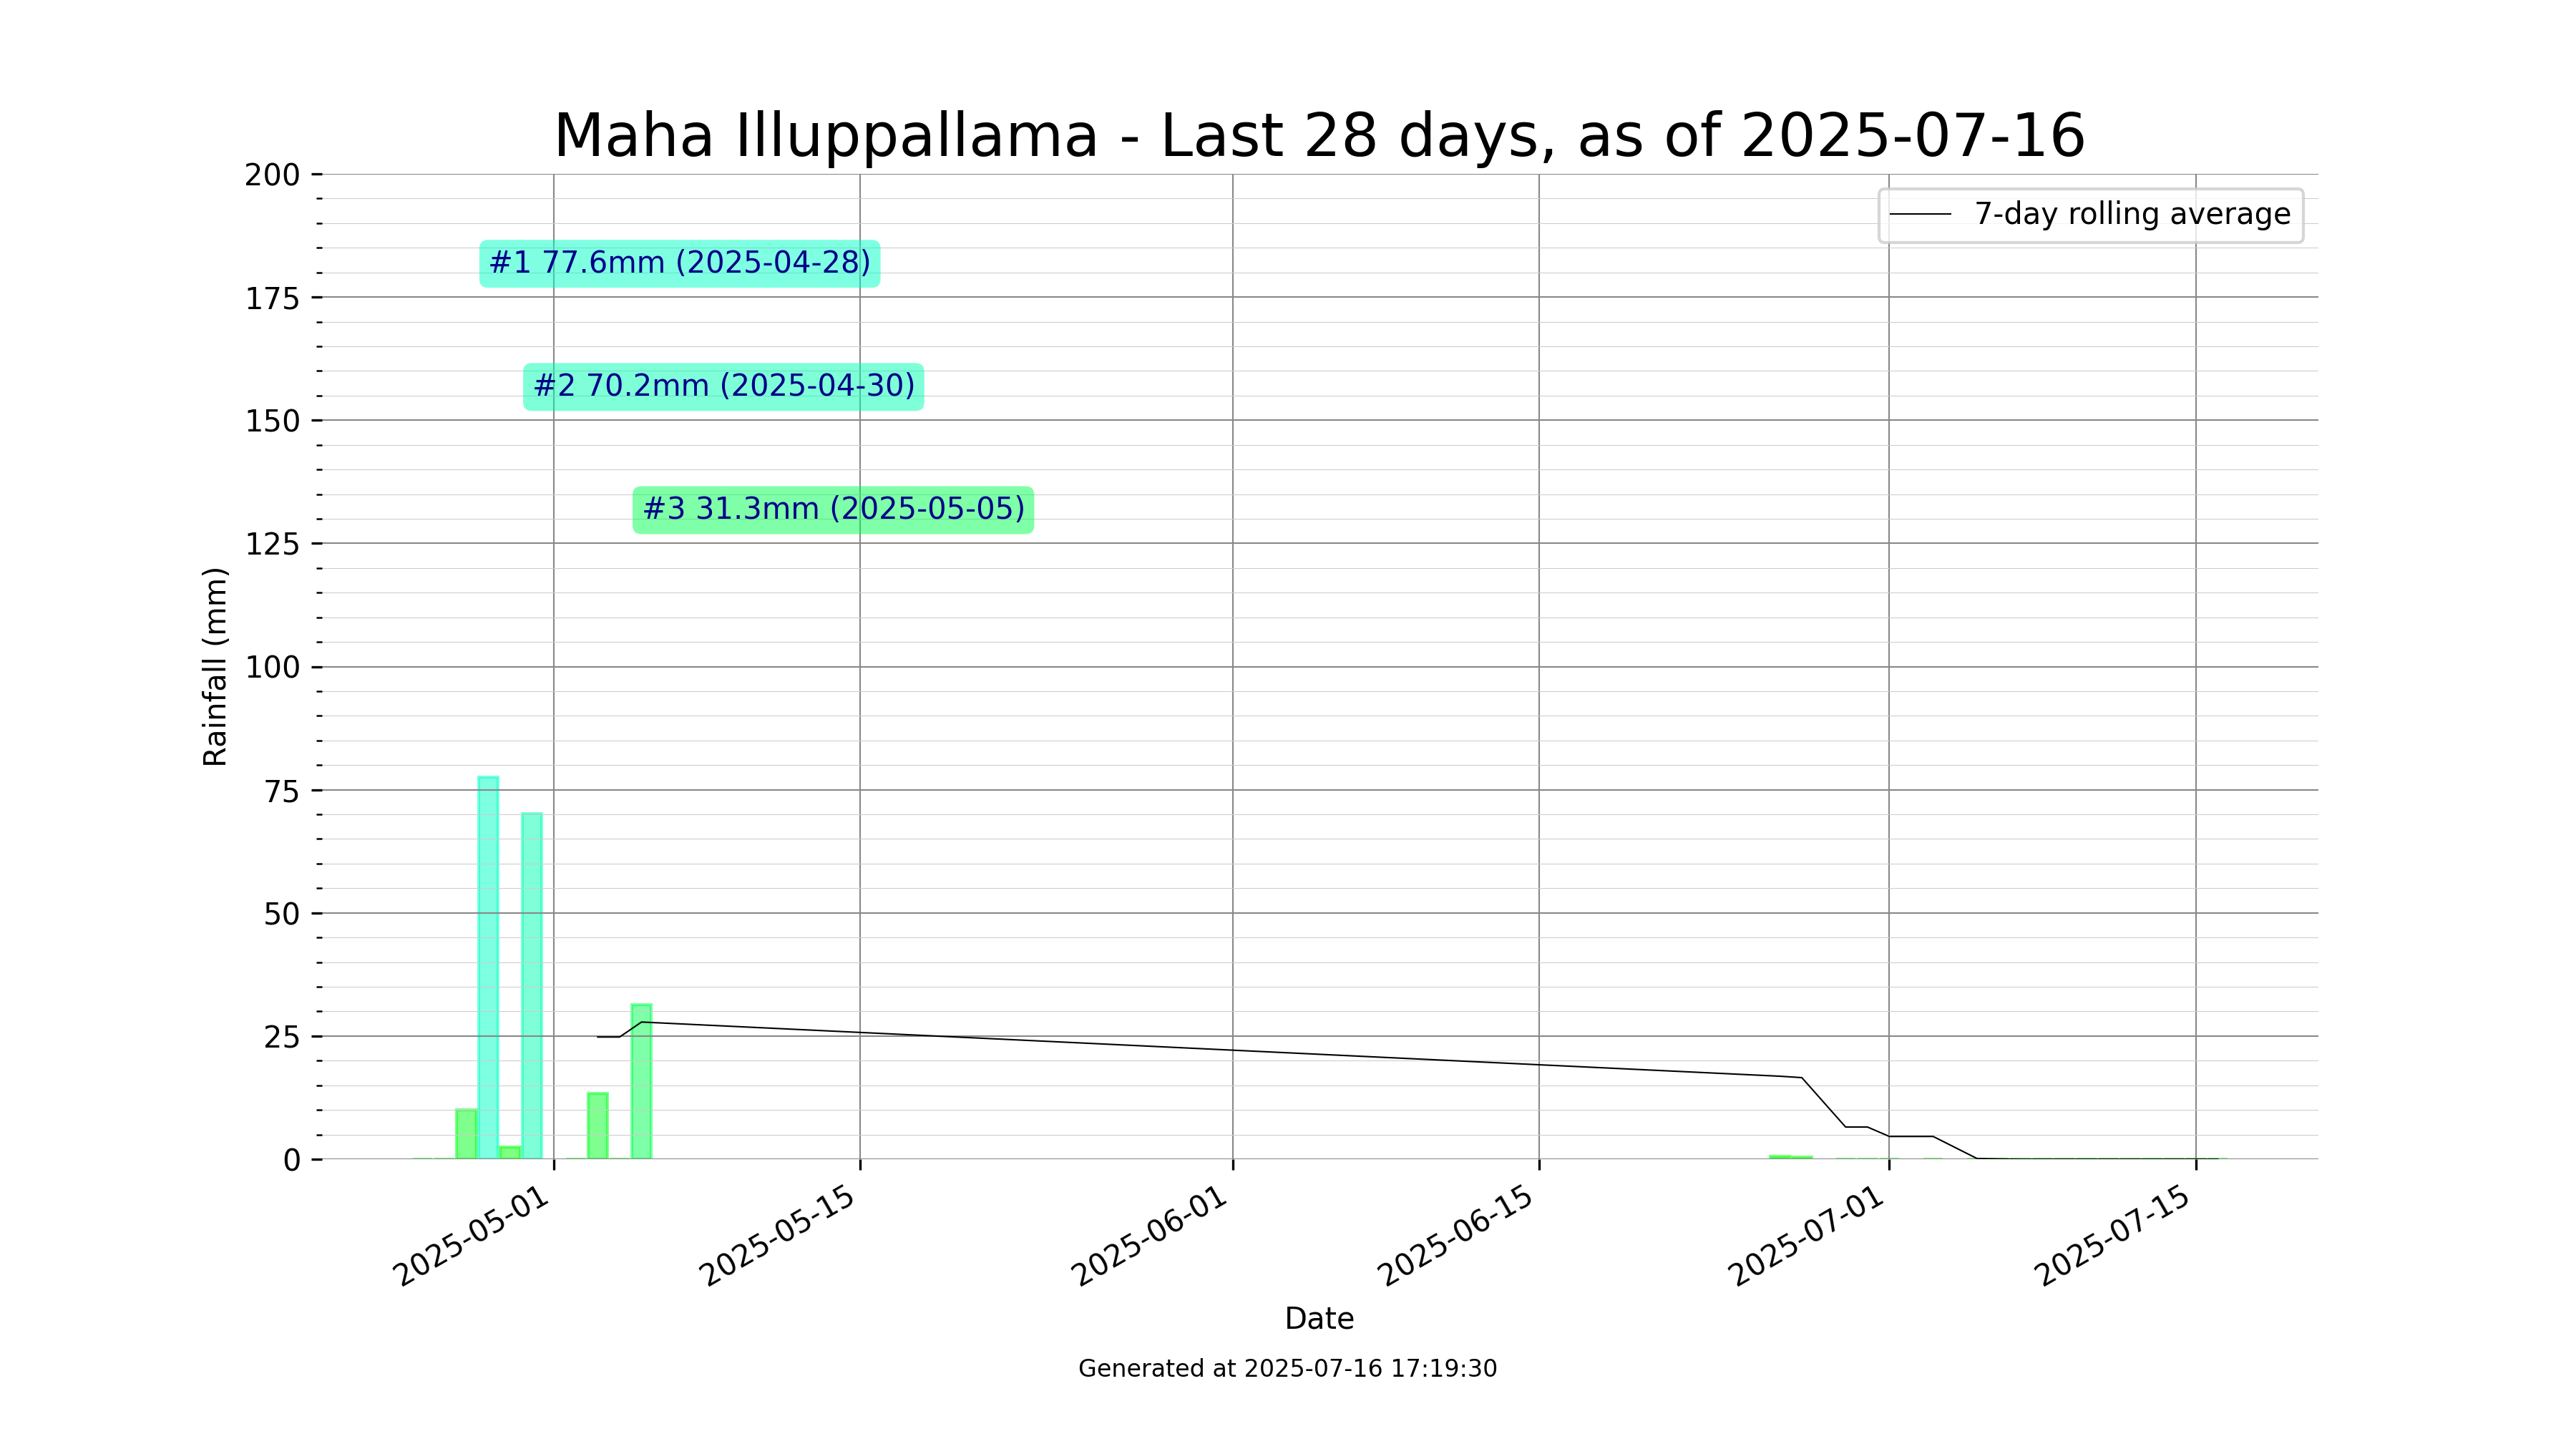 Maha Illuppallama - Last 28 days, as of 2025-07-16
200
175
150
125
100
75
50
25
0
Rainfall (mm)
7-day rolling average
#1 77.6mm (2025-04-28)
#2 70.2mm (2025-04-30)
#3 31.3mm (2025-05-05)
2025-05-01
2025-05-15
2025-06-01
2025-06-15
2025-07-01
2025-07-15
Date
Generated at 2025-07-16 17:19:30